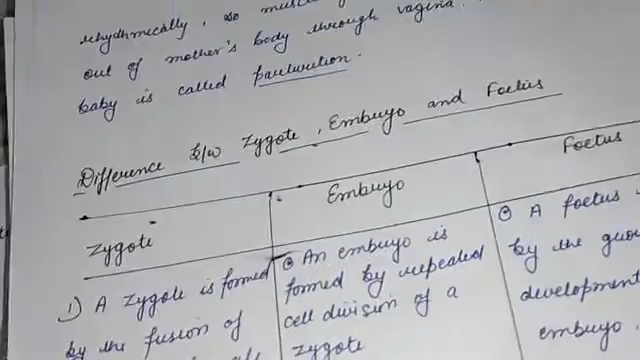 rhythmically, so
out of mother's body through vagina.
baby is called parturition.
Difference b/w Zygote, Embryo and Foetus
Zygote
Embryo
Foetus
1) A zygote is formed
by the fusion of
An embryo is
formed by repeated
cell division of a
zygote
A foetus
by the
development
embryo.